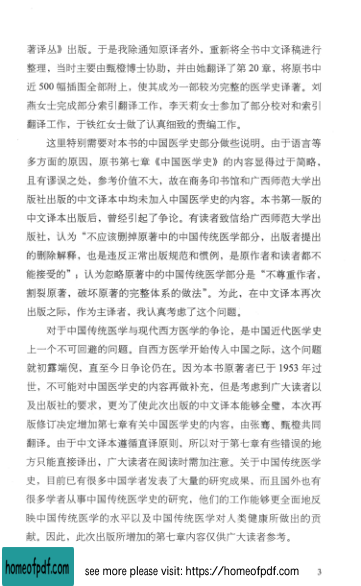 著译丛》出版。于是我除通知原译者外，重新将全书中文译稿进行
整理，当时主要由甄橙博士协助，并由她翻译了第 20 章，将原书中
近 500 幅插图全部附上，使其成为一部较为完整的医学史译著。刘
燕女士完成部分索引翻译工作，李天莉女士参加了部分校对和索引
翻译工作，于铁红女士做了认真细致的责编工作。
这里特别需要对本书的中国医学史部分做些说明。由于语言等
多方面的原因，原书第七章《中国医学史》的内容显得过于简略，
且有谬误之处，参考价值不大，故在商务印书馆和广西师范大学出
版社出版的中文译本中均未加入中国医学史的内容。本书第一版的
中文译本出版后，曾经引起了争论。有读者致信给广西师范大学出
版社，认为“不应该删掉原著中的中国传统医学部分，出版者提出
的删除解释，也是违反正常出版规范和惯例，是原作者和读者都不
能接受的”；认为忽略原著中的中国传统医学部分是“不尊重作者，
割裂原著，破坏原著的完整体系的做法”。为此，在中文译本再次
出版之际，作为主译者，我认真考虑了这个问题。
对于中国传统医学与现代西方医学的争论，是中国近代医学史
上一个不可回避的问题。自西方医学开始传入中国之际，这个问题
就初露端倪，直至今日争论仍在。因为本书原著者已于 1953 年过
世，不可能对中国医学史的内容再做补充，但是考虑到广大读者以
及出版社的要求，更为了使此次出版的中文译本能够全璧，本次再
版修订决定增加第七章有关中国医学史的内容，由张骞、甄橙共同
翻译。由于中文译本遵循直译原则，所以对于第七章有些错误的地
方只能直接译出，广大读者在阅读时需加注意。关于中国传统医学
史，目前已有很多中国学者发表了大量的研究成果，而且国外也有
很多学者从事中国传统医学史的研究，他们的工作能够更全面地反
映中国传统医学的水平以及中国传统医学对人类健康所做出的贡
献。因此，此次出版所增加的第七章内容仅供广大读者参考。
3
homeofpdf.com
see more please visit: https://homeofpdf.com